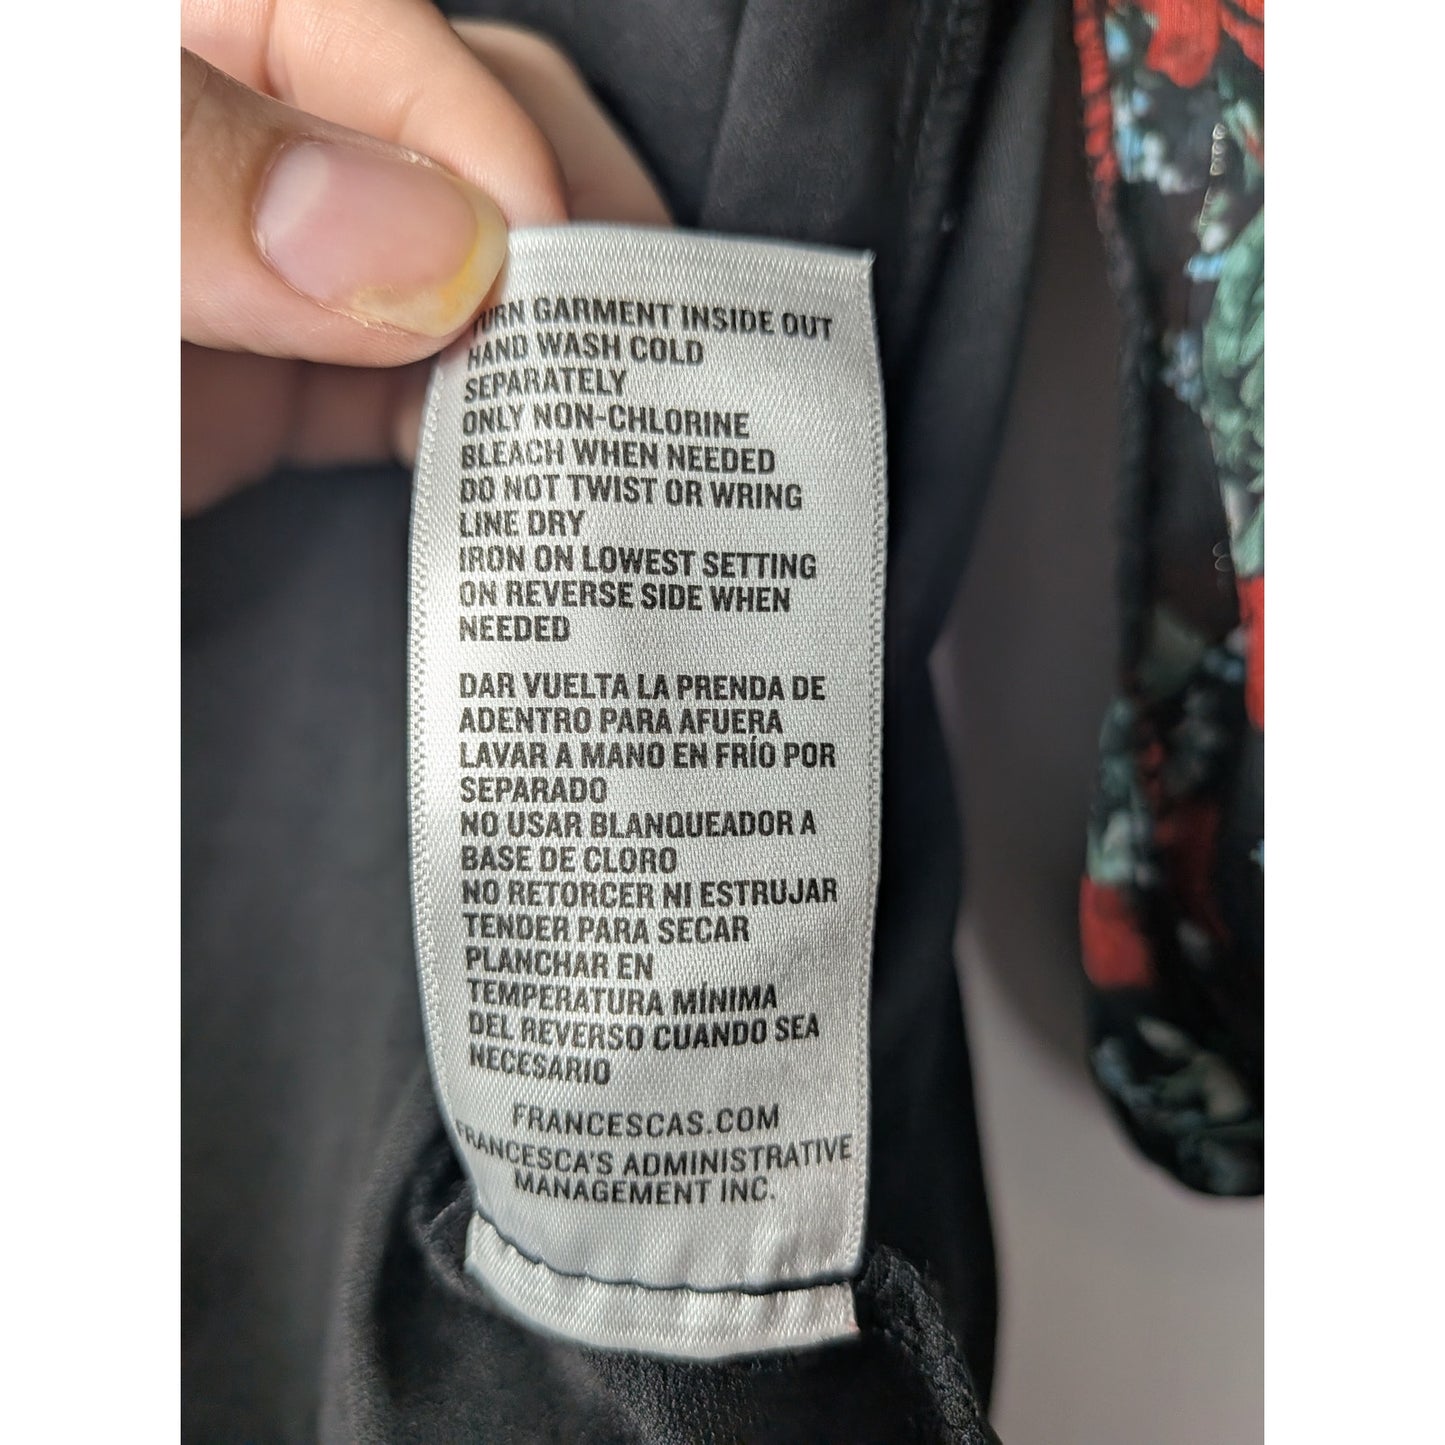 TURN GARMENT INSIDE OUT
HAND WASH COLD
SEPARATELY
ONLY NON-CHLORINE
BLEACH WHEN NEEDED
DO NOT TWIST OR WRING
LINE DRY
IRON ON LOWEST SETTING
ON REVERSE SIDE WHEN
NEEDED
DAR VUELTA LA PRENDA DE
ADENTRO PARA AFUERA
LAVAR A MANO EN FRÍO POR
SEPARADO
NO USAR BLANQUEADOR A
BASE DE CLORO
NO RETORCER NI ESTRUJAR
TENDER PARA SECAR
PLANCHAR EN
TEMPERATURA MÍNIMA
DEL REVERSO CUANDO SEA
NECESARIO
FRANCESCAS.COM
FRANCESCA'S ADMINISTRATIVE
MANAGEMENT INC.